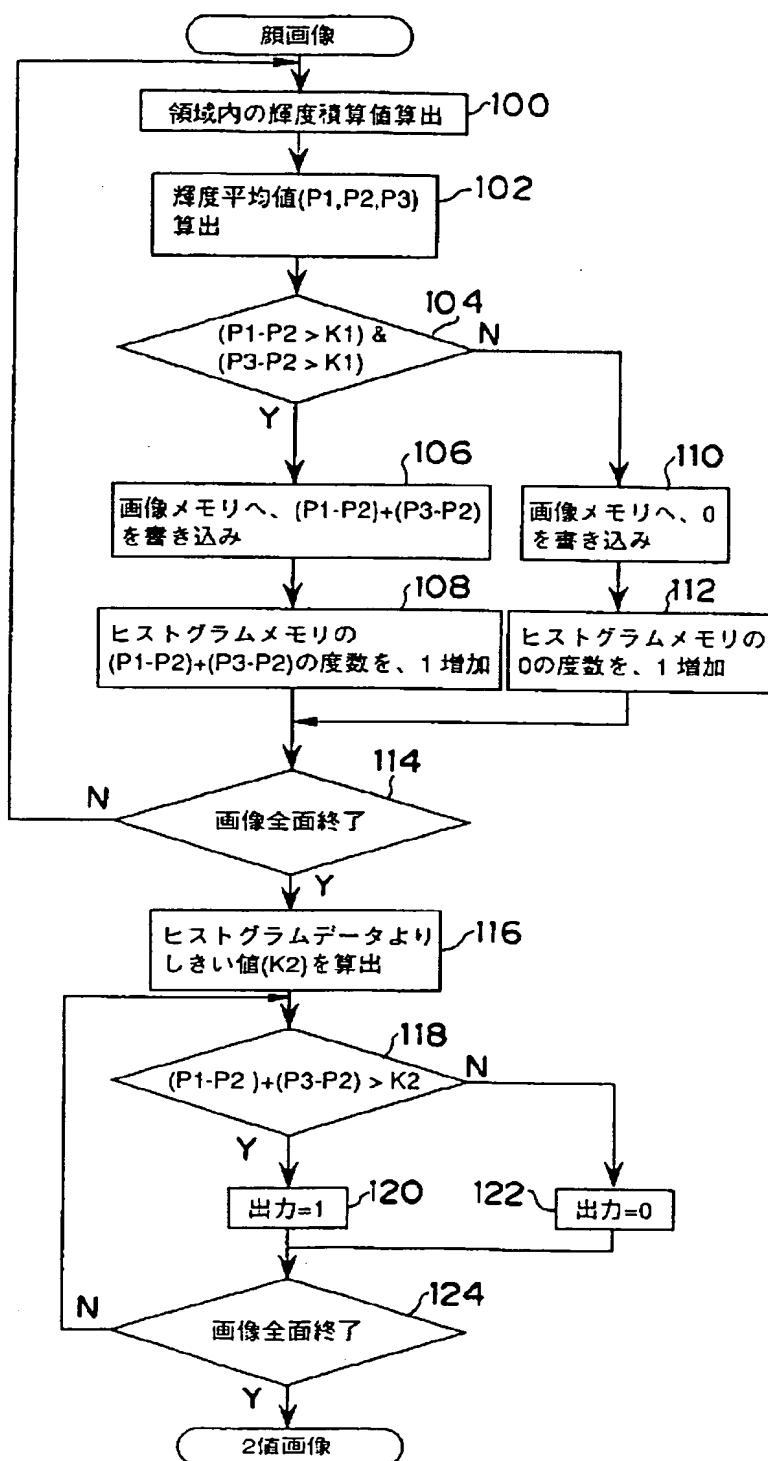 顔画像
領域内の輝度積算値算出
100
輝度平均値(P1,P2,P3)
算出
102
104
(P1-P2 > K1) &
(P3-P2 > K1)
N
Y
106
画像メモリへ、(P1-P2)+(P3-P2)
を書き込み
110
画像メモリへ、0
を書き込み
108
ヒストグラムメモリの
(P1-P2)+(P3-P2)の度数を、1 増加
112
ヒストグラムメモリの
0の度数を、1 増加
114
N
画像全面終了
Y
ヒストグラムデータより
しきい値(K2)を算出
116
118
(P1-P2 )+(P3-P2) > K2
N
Y
出力=1
120
122
出力=0
124
N
画像全面終了
Y
2値画像